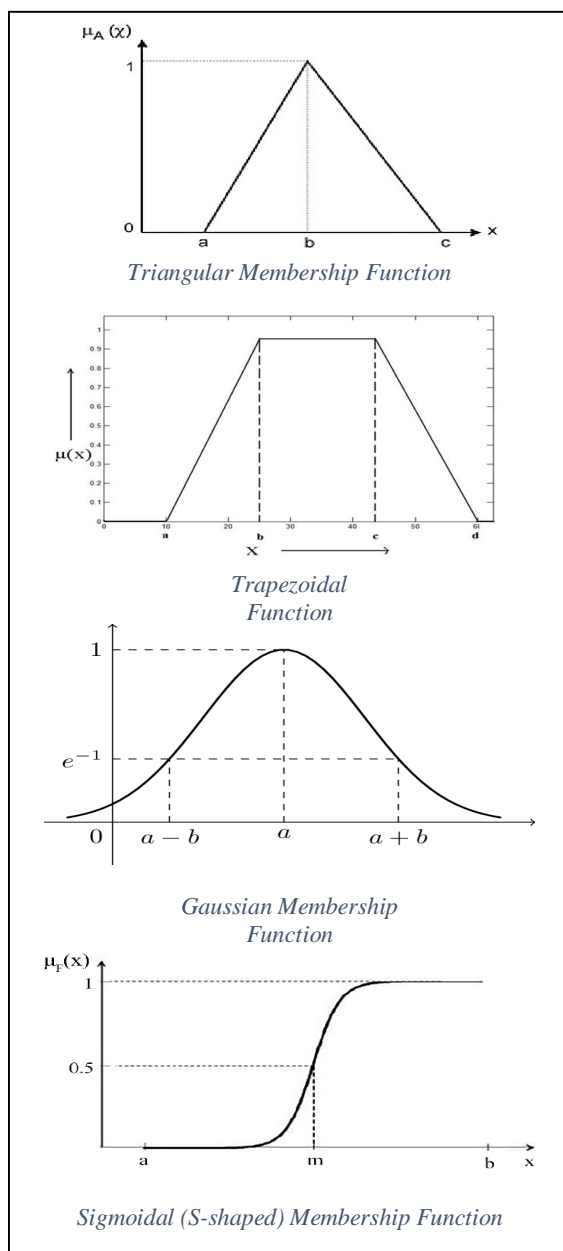 μA (χ)
1
0
a b c x
Triangular Membership Function
1
0.9
0.8
0.7
0.6
0.5
0.4
μ(x)
0.3
0.2
0.1
0
0 10 20 30 40 50 60
a b c d
X
Trapezoidal
Function
1
e⁻¹
0 a − b a a + b
Gaussian Membership
Function
μF(x)
1
0.5
a m b x
Sigmoidal (S-shaped) Membership Function